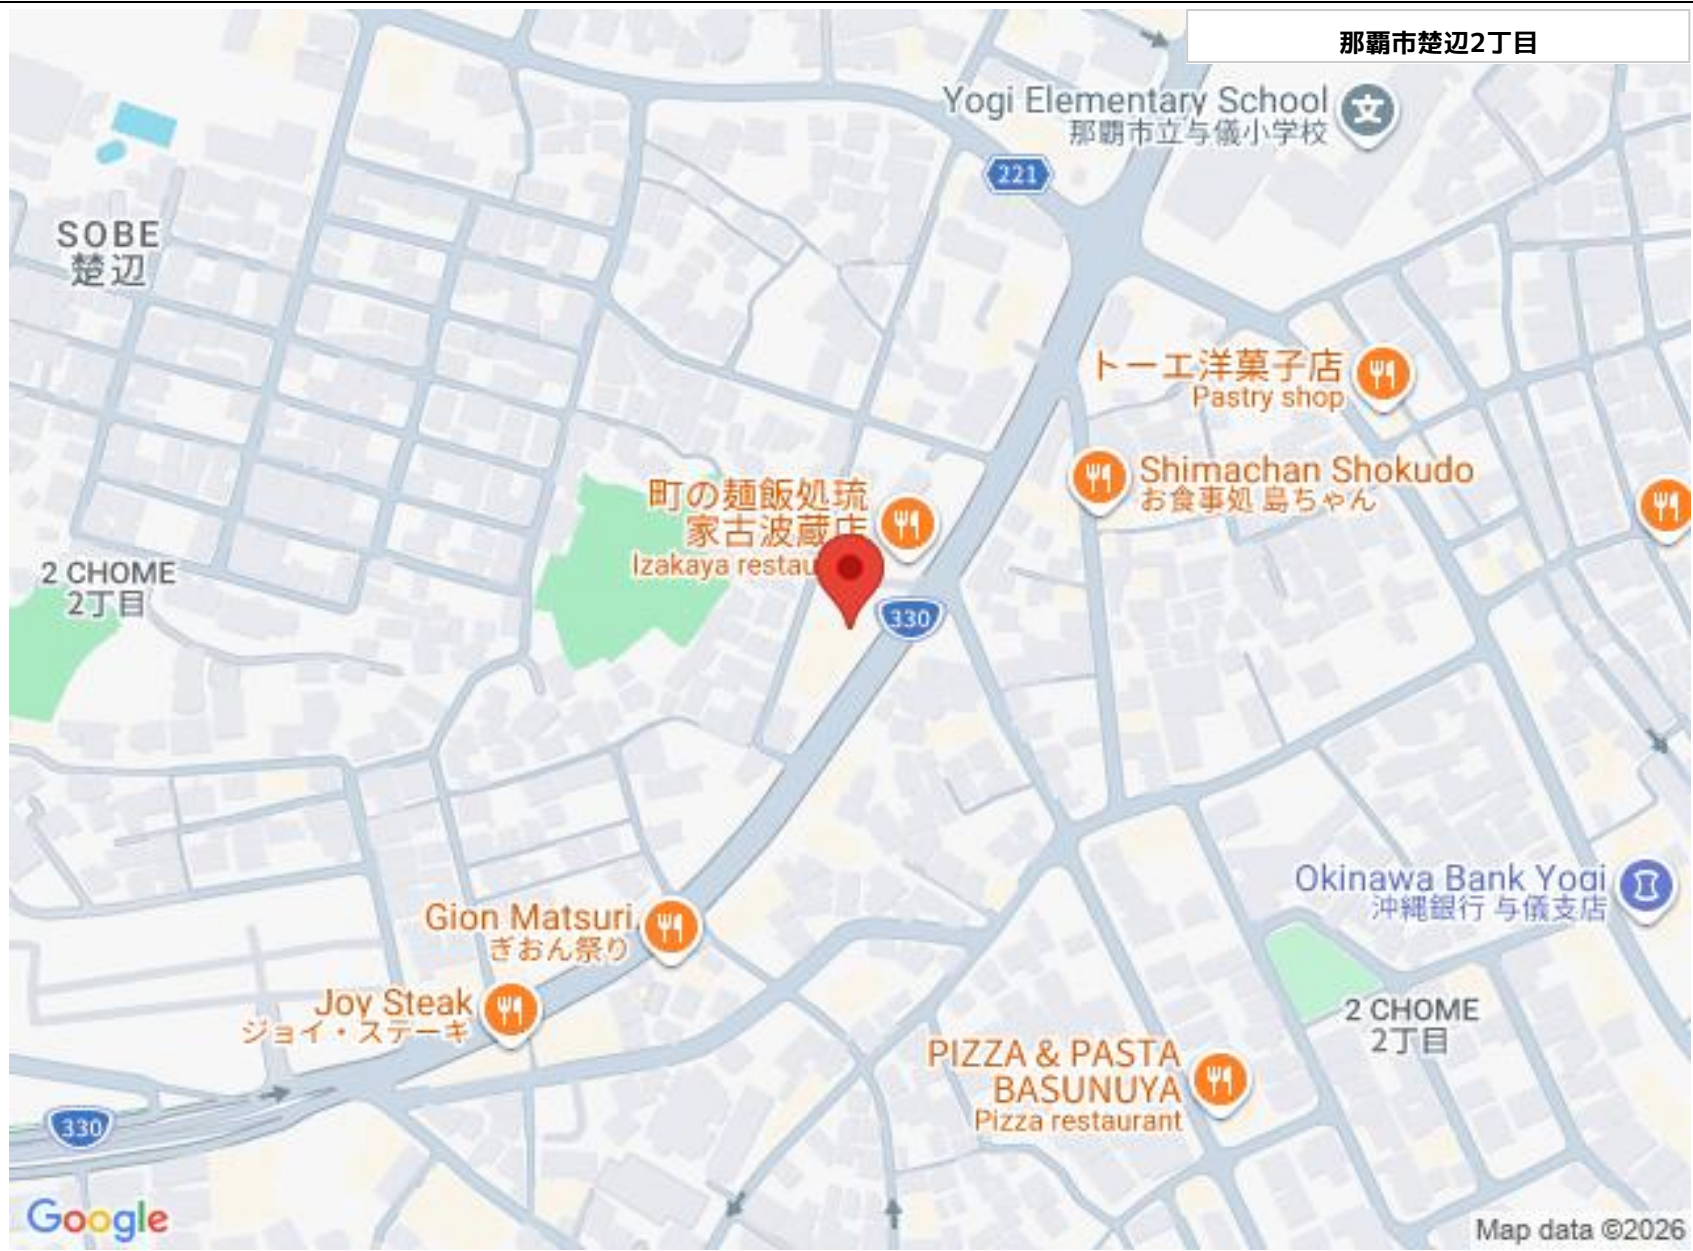 那覇市楚辺2丁目
Yogi Elementary School
那覇市立与儀小学校
221
SOBE
楚辺
トーエ洋菓子店
Pastry shop
Shimachan Shokudo
お食事処 島ちゃん
町の麺飯処琉
家古波蔵店
Izakaya restau
330
2 CHOME
2丁目
Okinawa Bank Yogi
沖縄銀行 与儀支店
Gion Matsuri
ぎおん祭り
Joy Steak
ジョイ・ステーキ
2 CHOME
2丁目
PIZZA & PASTA
BASUNUYA
Pizza restaurant
330
Google
Map data ©2026